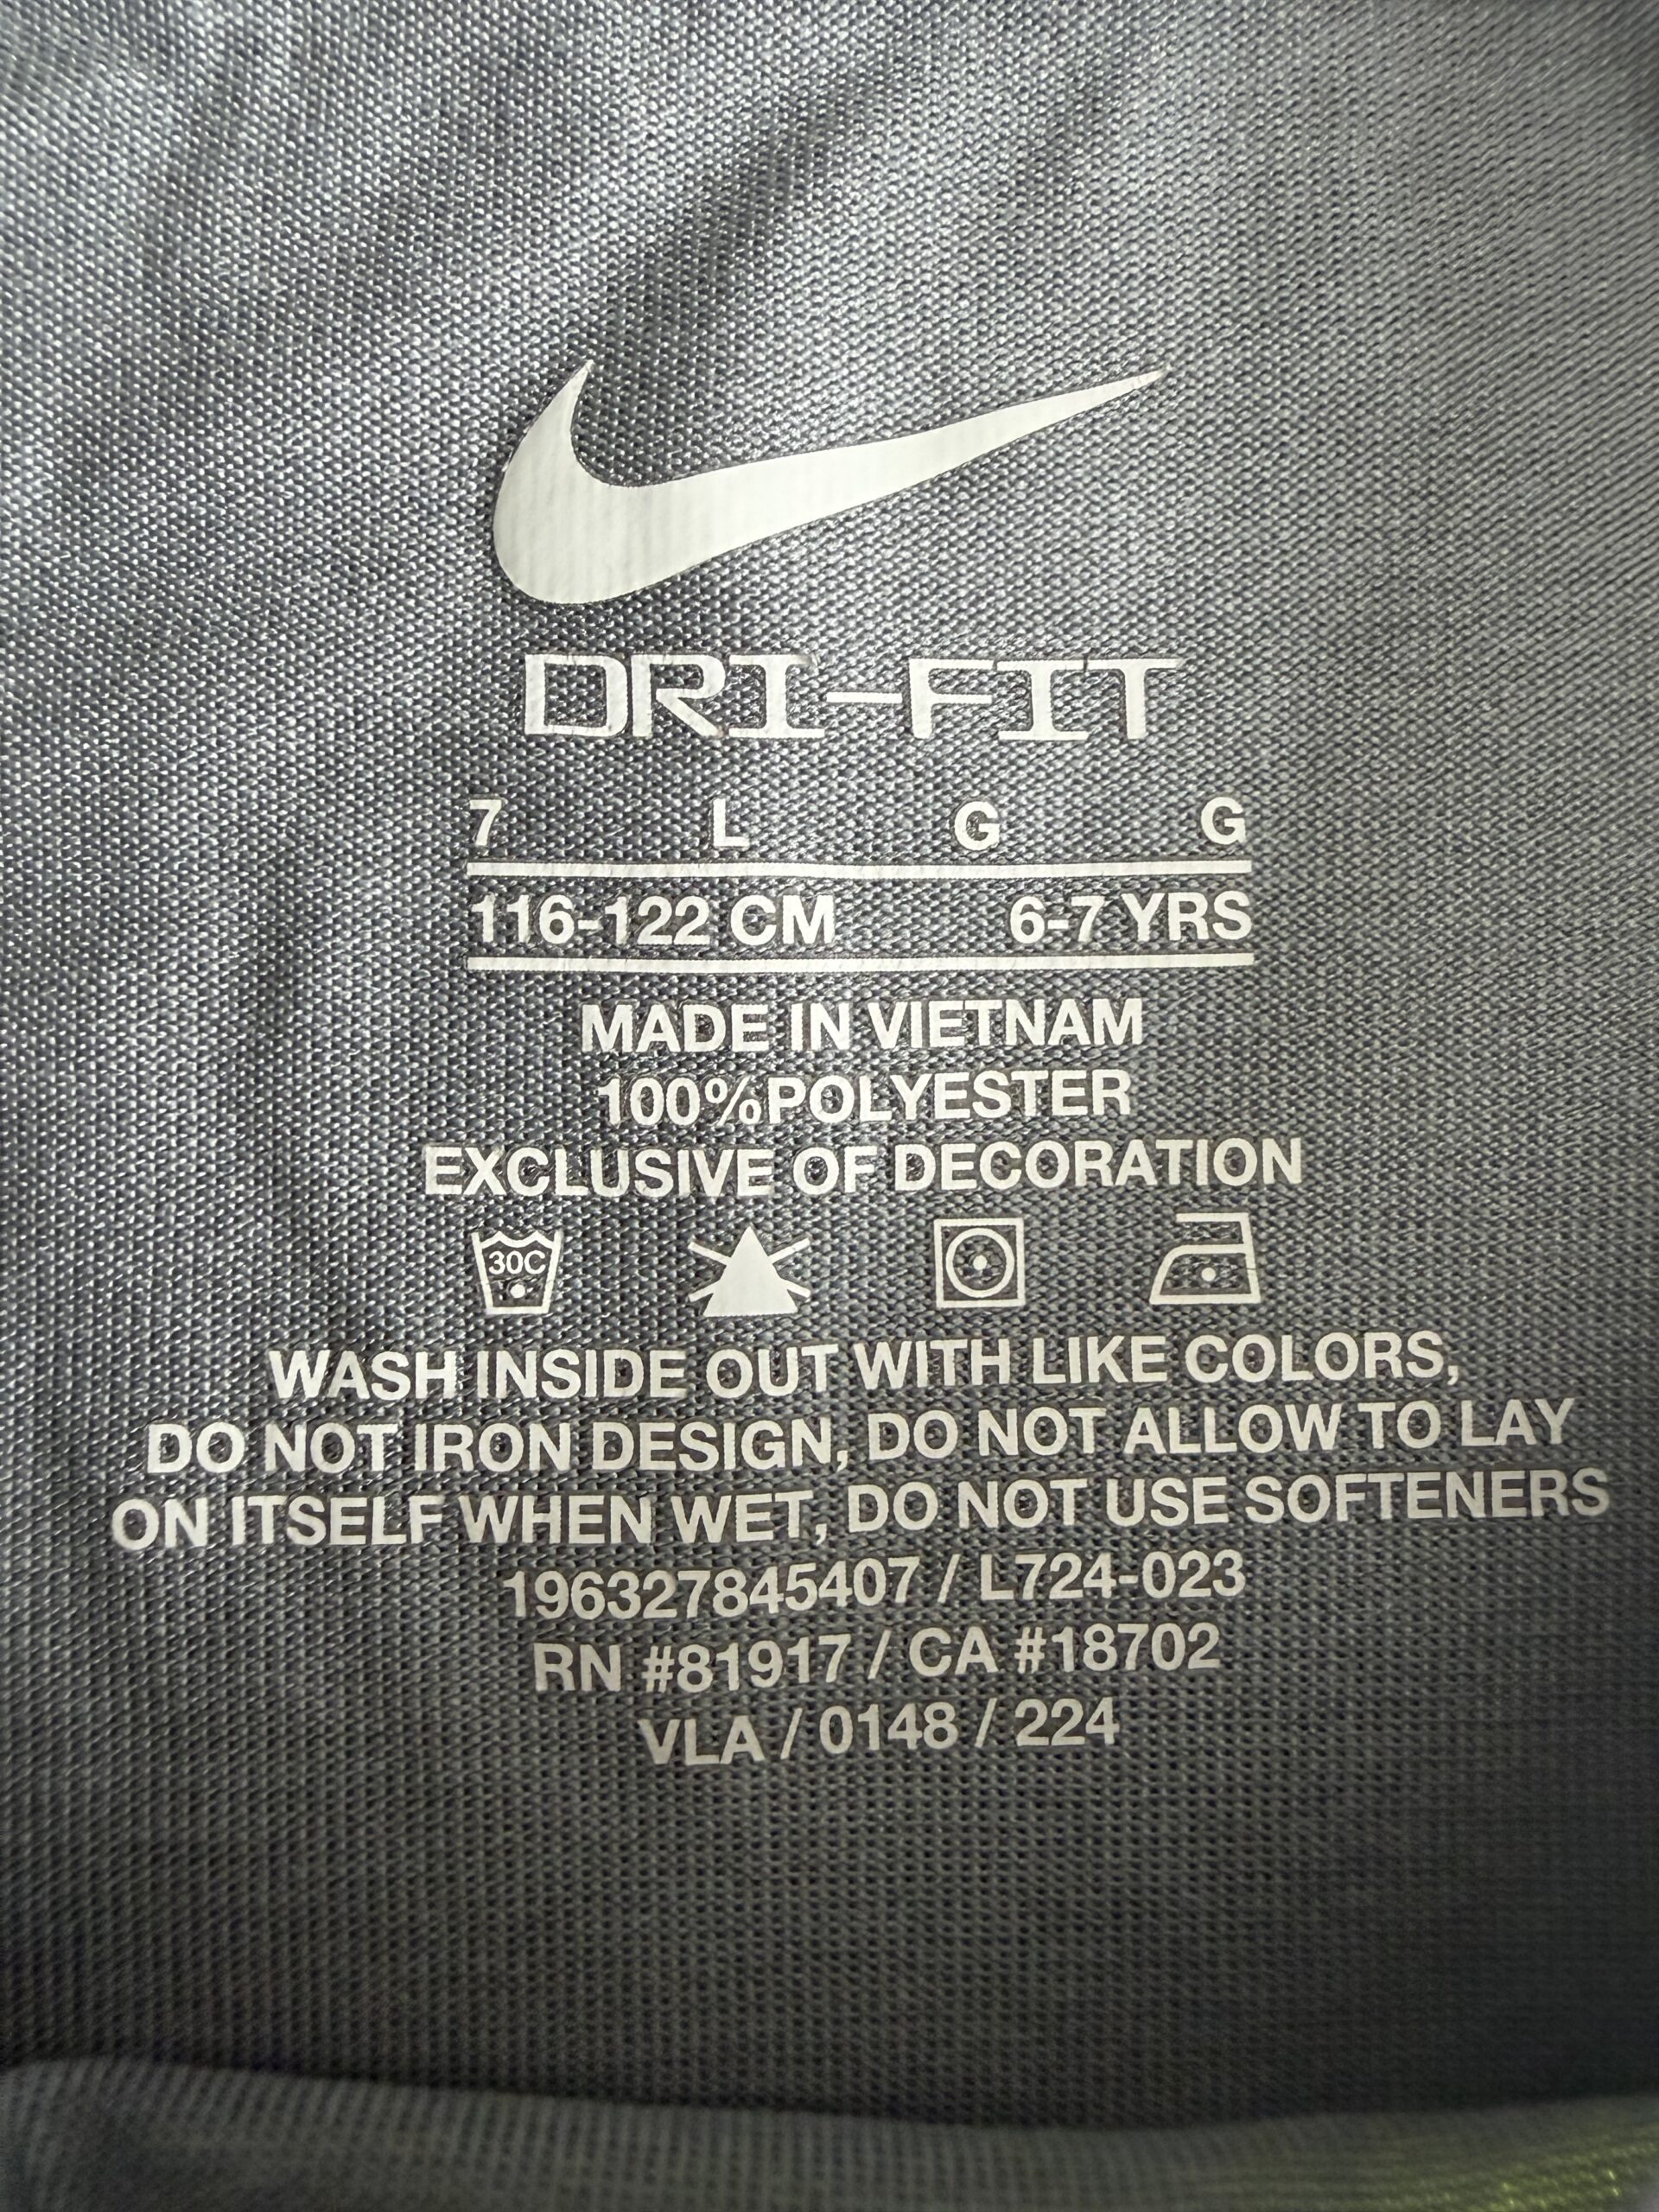 DRI-FIT
7 L G G
116-122 CM 6-7 YRS
MADE IN VIETNAM
100%POLYESTER
EXCLUSIVE OF DECORATION
30C
WASH INSIDE OUT WITH LIKE COLORS,
DO NOT IRON DESIGN, DO NOT ALLOW TO LAY
ON ITSELF WHEN WET, DO NOT USE SOFTENERS
196327845407 / L724-023
RN #81917 / CA #18702
VLA / 0148 / 224